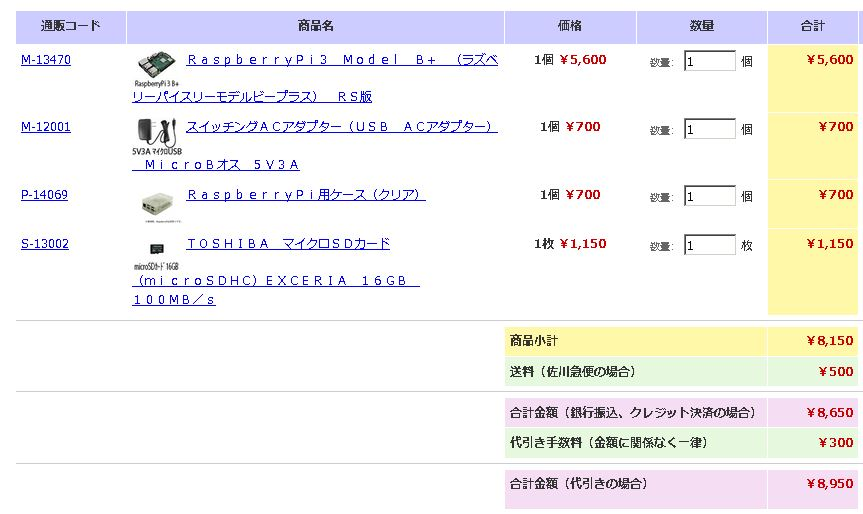 通販コード 商品名 価格 数量 合計
M-13470 ＲａｓｐｂｅｒｒｙＰｉ３　Ｍｏｄｅｌ　Ｂ＋　（ラズベ 1個 ¥5,600 数量: 1 個 ¥5,600
RaspberryPi 3 B+
リーパイスリーモデルビープラス）　ＲＳ版
M-12001 スイッチングＡＣアダプター（ＵＳＢ　ＡＣアダプター） 1個 ¥700 数量: 1 個 ¥700
5V3A マイクロUSB
　ＭｉｃｒｏＢオス　５Ｖ３Ａ
P-14069 ＲａｓｐｂｅｒｒｙＰｉ用ケース（クリア） 1個 ¥700 数量: 1 個 ¥700
S-13002 ＴＯＳＨＩＢＡ　マイクロＳＤカード 1枚 ¥1,150 数量: 1 枚 ¥1,150
microSDｶｰﾄﾞ 16GB
（ｍｉｃｒｏＳＤＨＣ）ＥＸＣＥＲＩＡ　１６ＧＢ
１００ＭＢ／ｓ
商品小計 ¥8,150
送料（佐川急便の場合） ¥500
合計金額（銀行振込、クレジット決済の場合） ¥8,650
代引き手数料（金額に関係なく一律） ¥300
合計金額（代引きの場合） ¥8,950